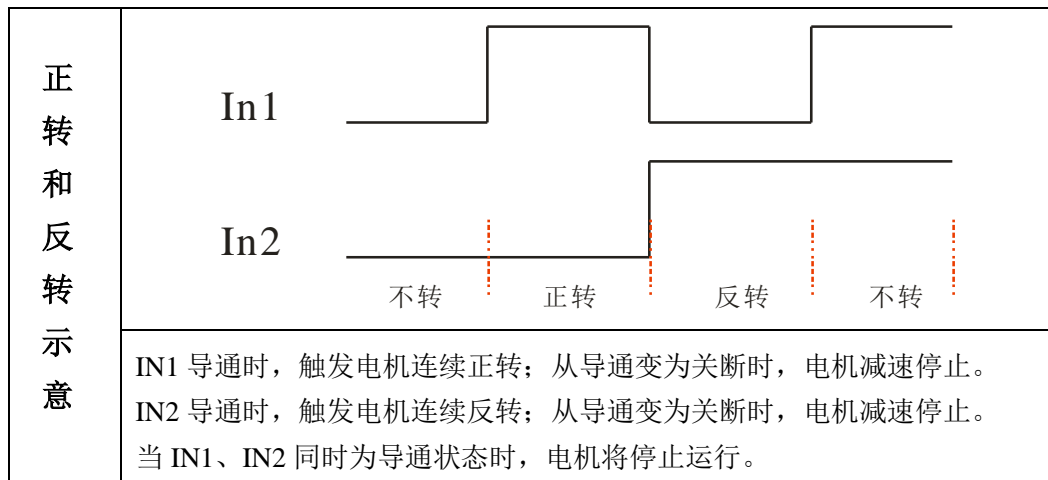 正转和反转示意
In1
In2
不转 正转 反转 不转
IN1 导通时，触发电机连续正转；从导通变为关断时，电机减速停止。
IN2 导通时，触发电机连续反转；从导通变为关断时，电机减速停止。
当 IN1、IN2 同时为导通状态时，电机将停止运行。